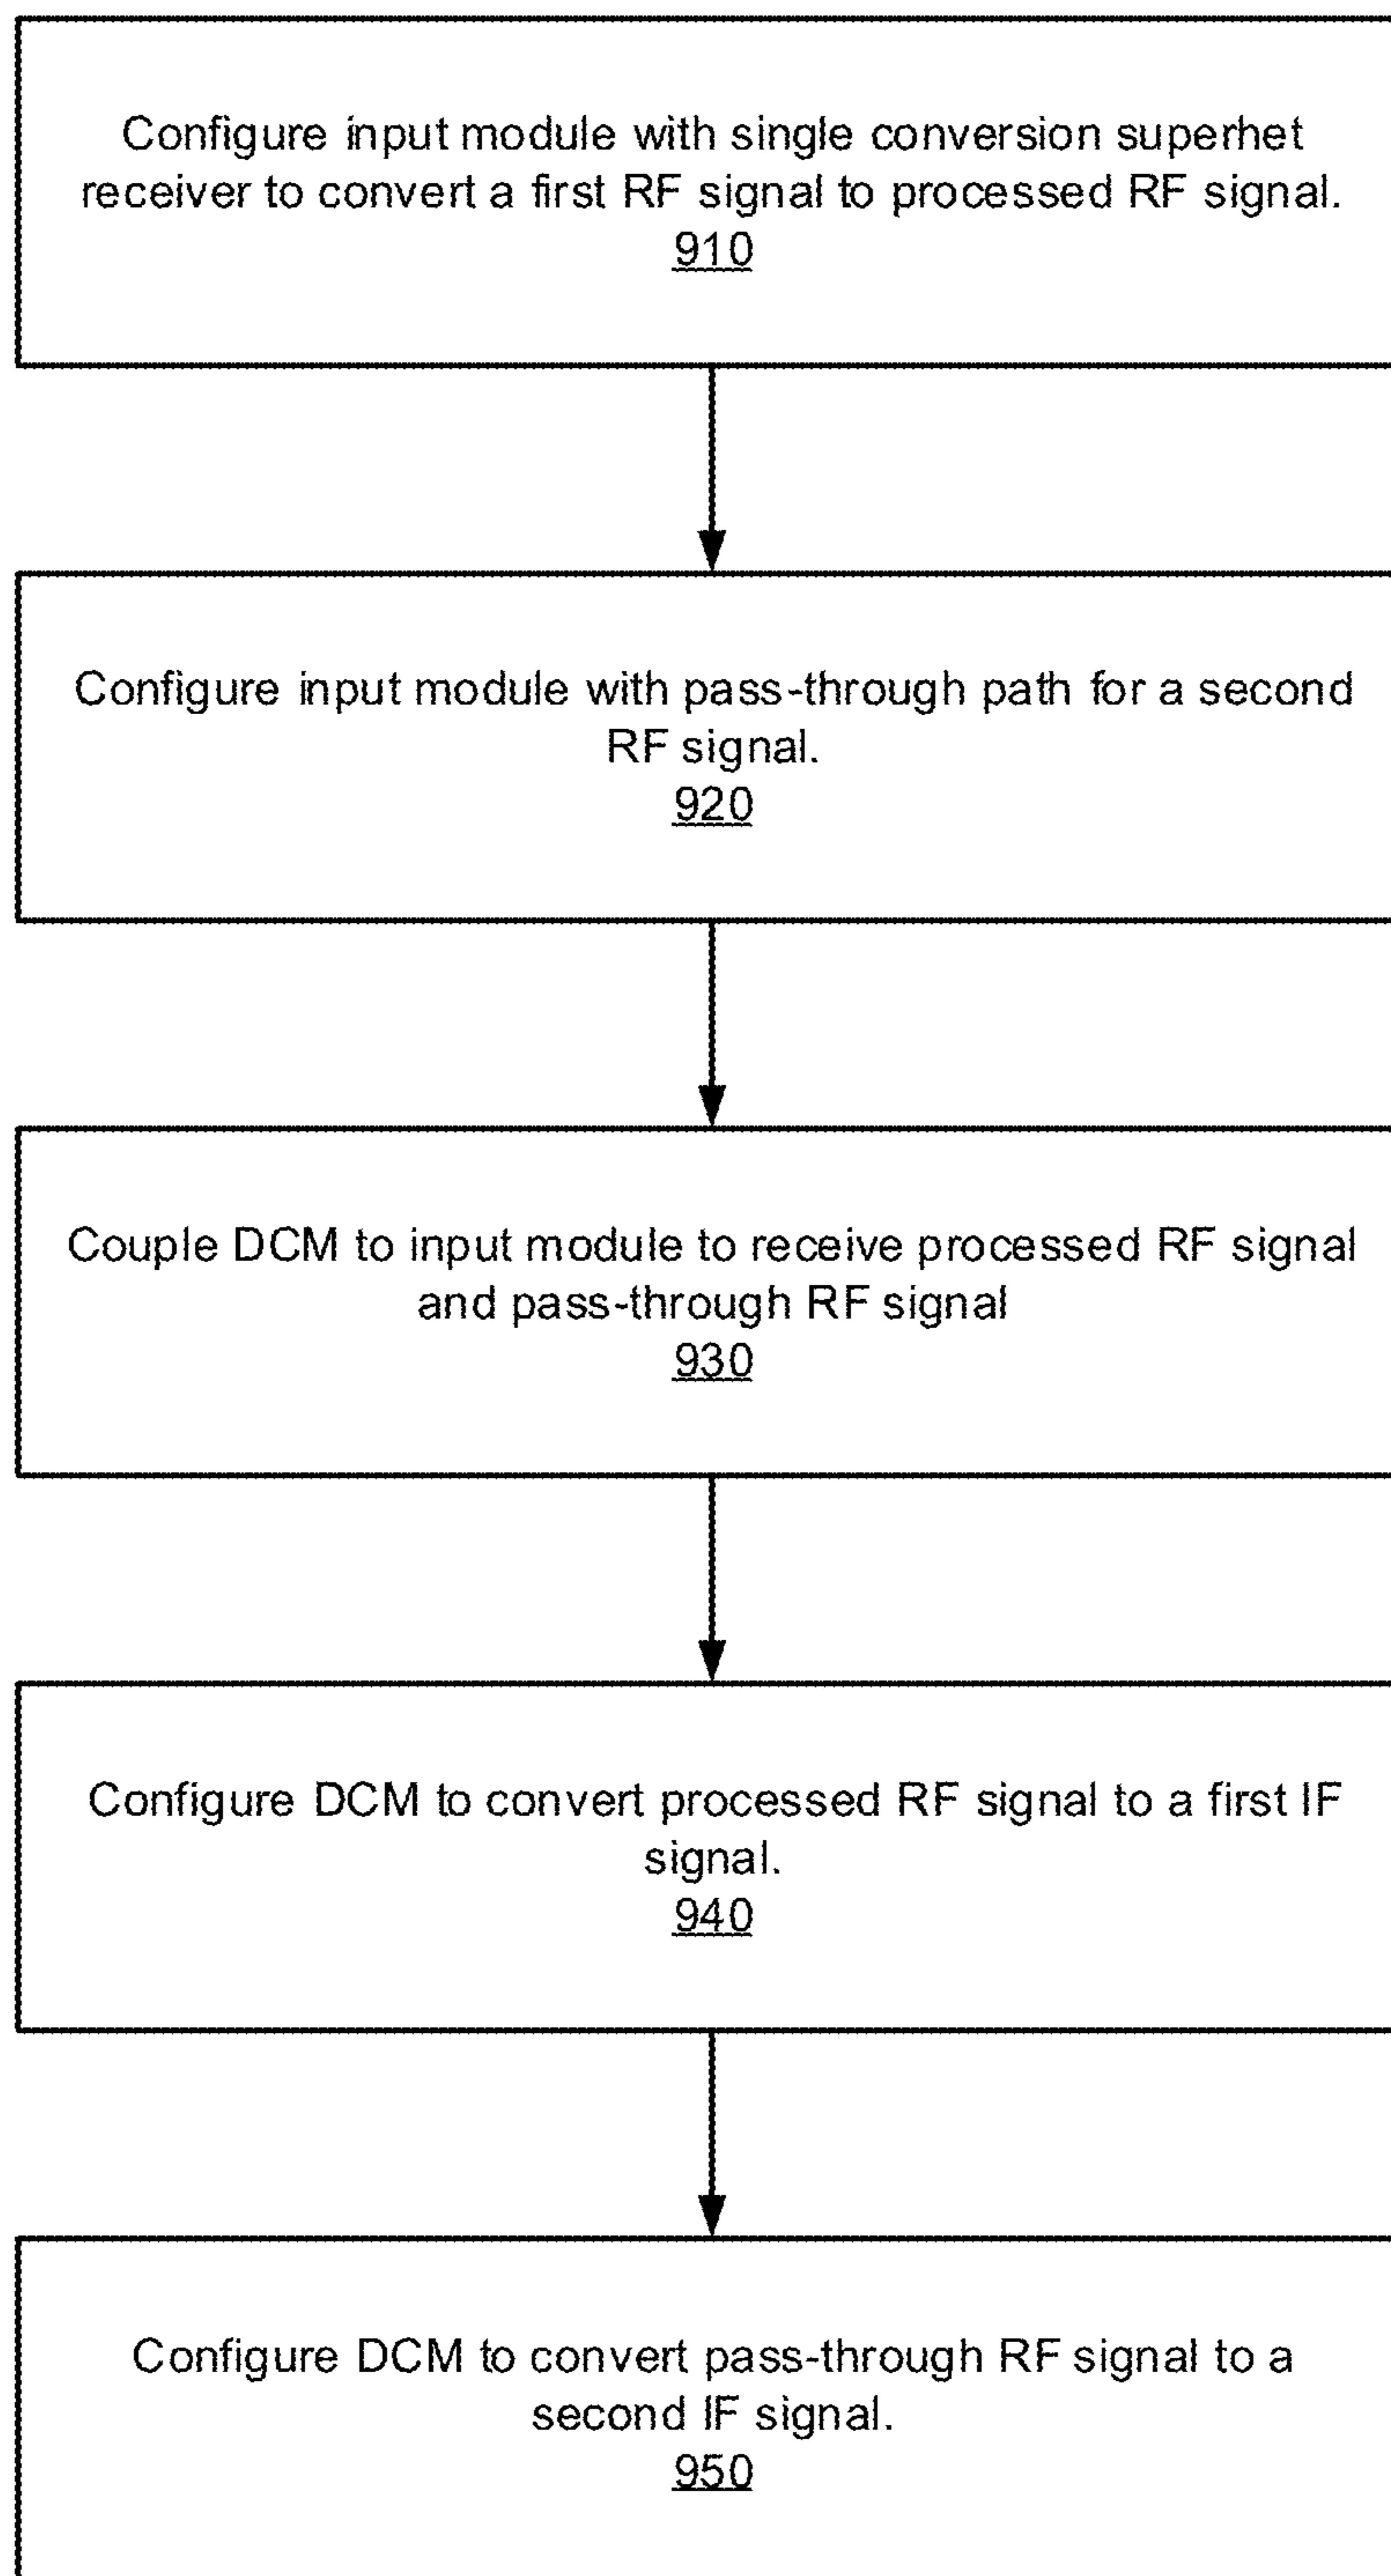 Configure input module with single conversion superhet
receiver to convert a first RF signal to processed RF signal.
910
Configure input module with pass-through path for a second
RF signal.
920
Couple DCM to input module to receive processed RF signal
and pass-through RF signal
930
Configure DCM to convert processed RF signal to a first IF
signal.
940
Configure DCM to convert pass-through RF signal to a
second IF signal.
950